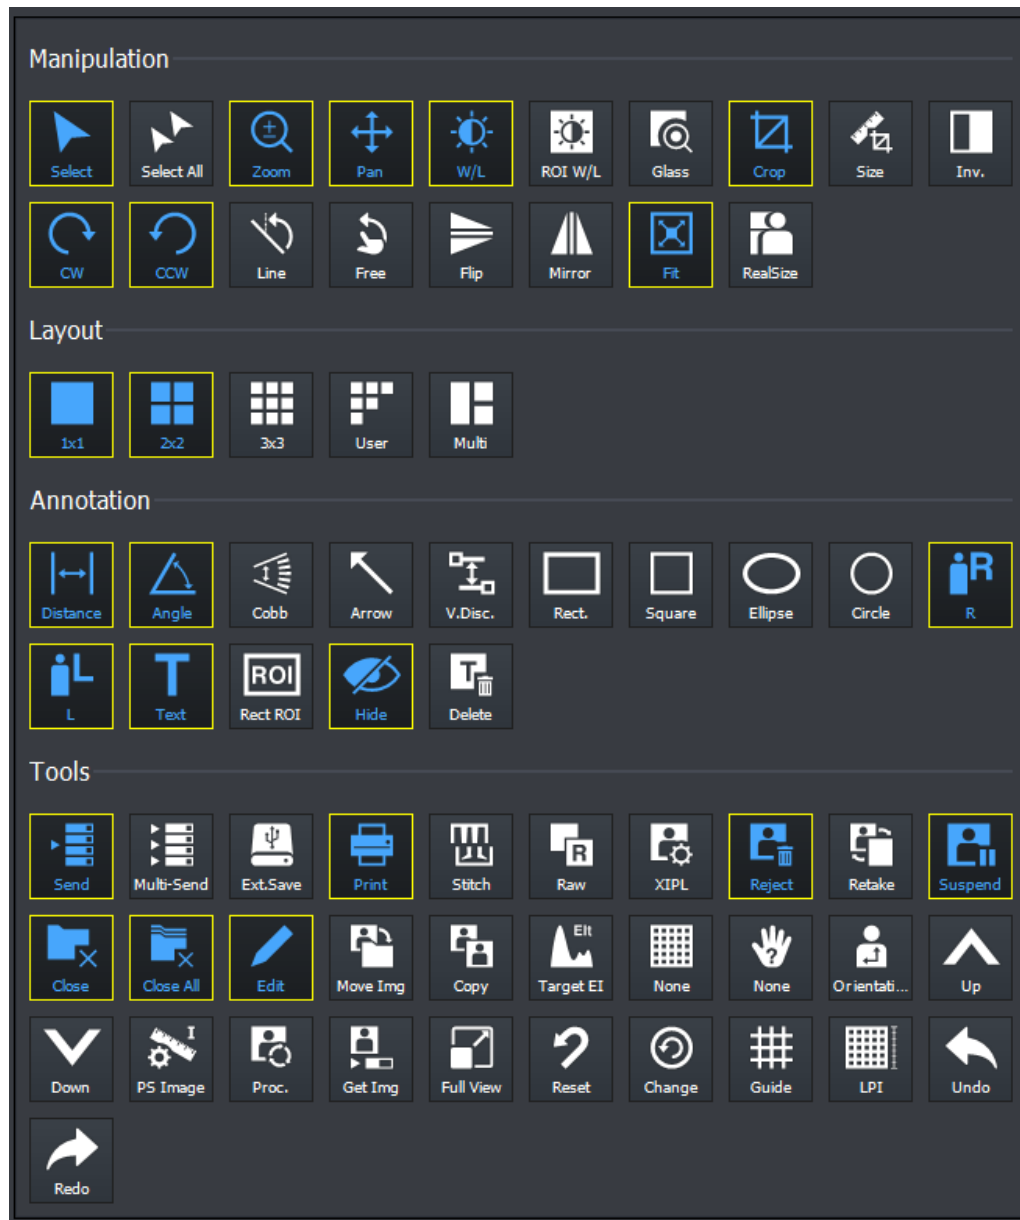 Manipulation
Select Select All Zoom Pan W/L ROI W/L Glass Crop Size Inv.
CW CCW Line Free Flip Mirror Fit RealSize
Layout
1x1 2x2 3x3 User Multi
Annotation
R
Distance Angle Cobb Arrow V.Disc. Rect. Square Ellipse Circle R
L T ROI T
L Text Rect ROI Hide Delete
Tools
R
Send Multi-Send Ext.Save Print Stitch Raw XIPL Reject Retake Suspend
EIt ?
Close Close All Edit Move Img Copy Target EI None None Orientati... Up
I
Down PS Image Proc. Get Img Full View Reset Change Guide LPI Undo
Redo